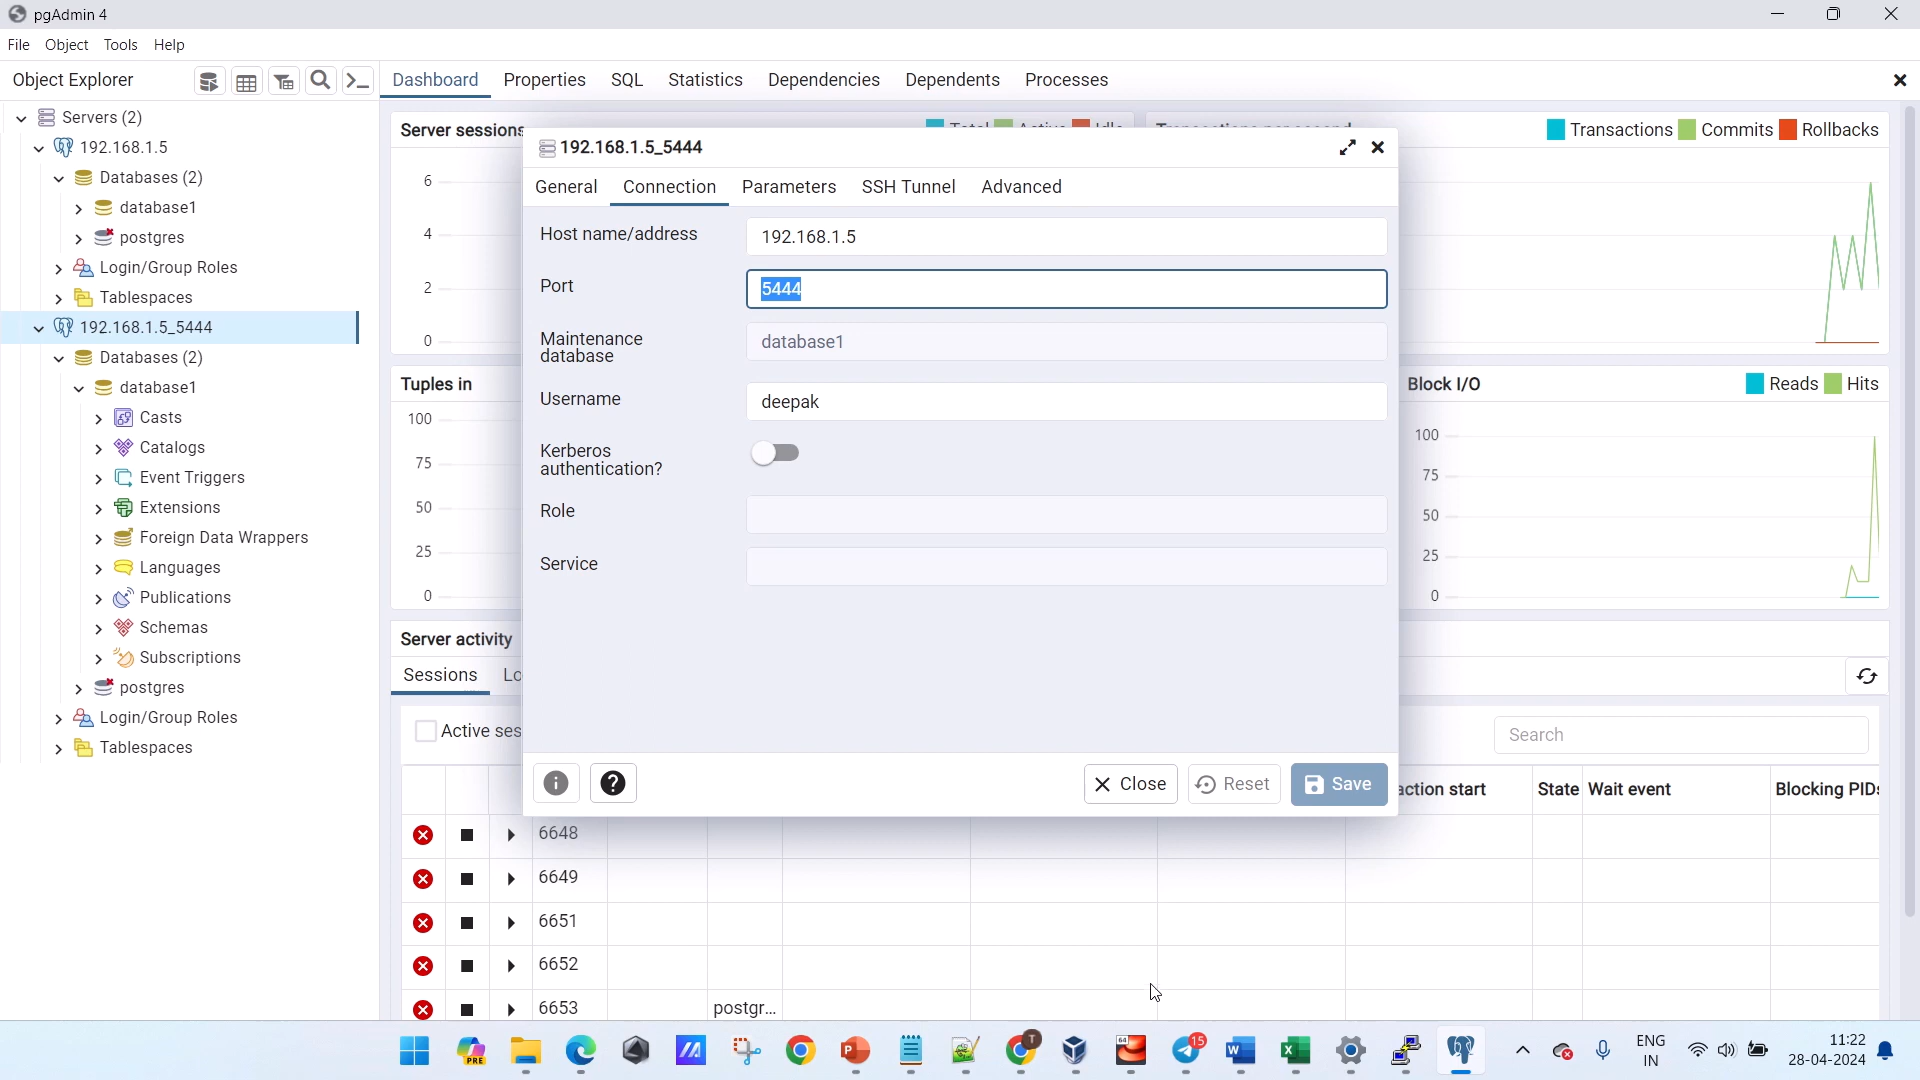 pgAdmin 4
File Object Tools Help
Object Explorer
Dashboard Properties SQL Statistics Dependencies Dependents Processes
Servers (2)
192.168.1.5
Databases (2)
database1
postgres
Login/Group Roles
Tablespaces
192.168.1.5_5444
Databases (2)
database1
Casts
Catalogs
Event Triggers
Extensions
Foreign Data Wrappers
Languages
Publications
Schemas
Subscriptions
postgres
Login/Group Roles
Tablespaces
Server sessions
Transactions Commits Rollbacks
6
4
2
0
Tuples in
100
75
50
25
0
Block I/O
Reads Hits
100
75
50
25
0
192.168.1.5_5444
General Connection Parameters SSH Tunnel Advanced
Host name/address 192.168.1.5
Port 5444
Maintenance
database
database1
Username deepak
Kerberos
authentication?
Role
Service
Close Reset Save
Server activity
Sessions Lo
Active ses
Search
action start State Wait event Blocking PIDs
6648
6649
6651
6652
6653 postgr...
PRE
64
T
15
ENG
IN
11:22
28-04-2024